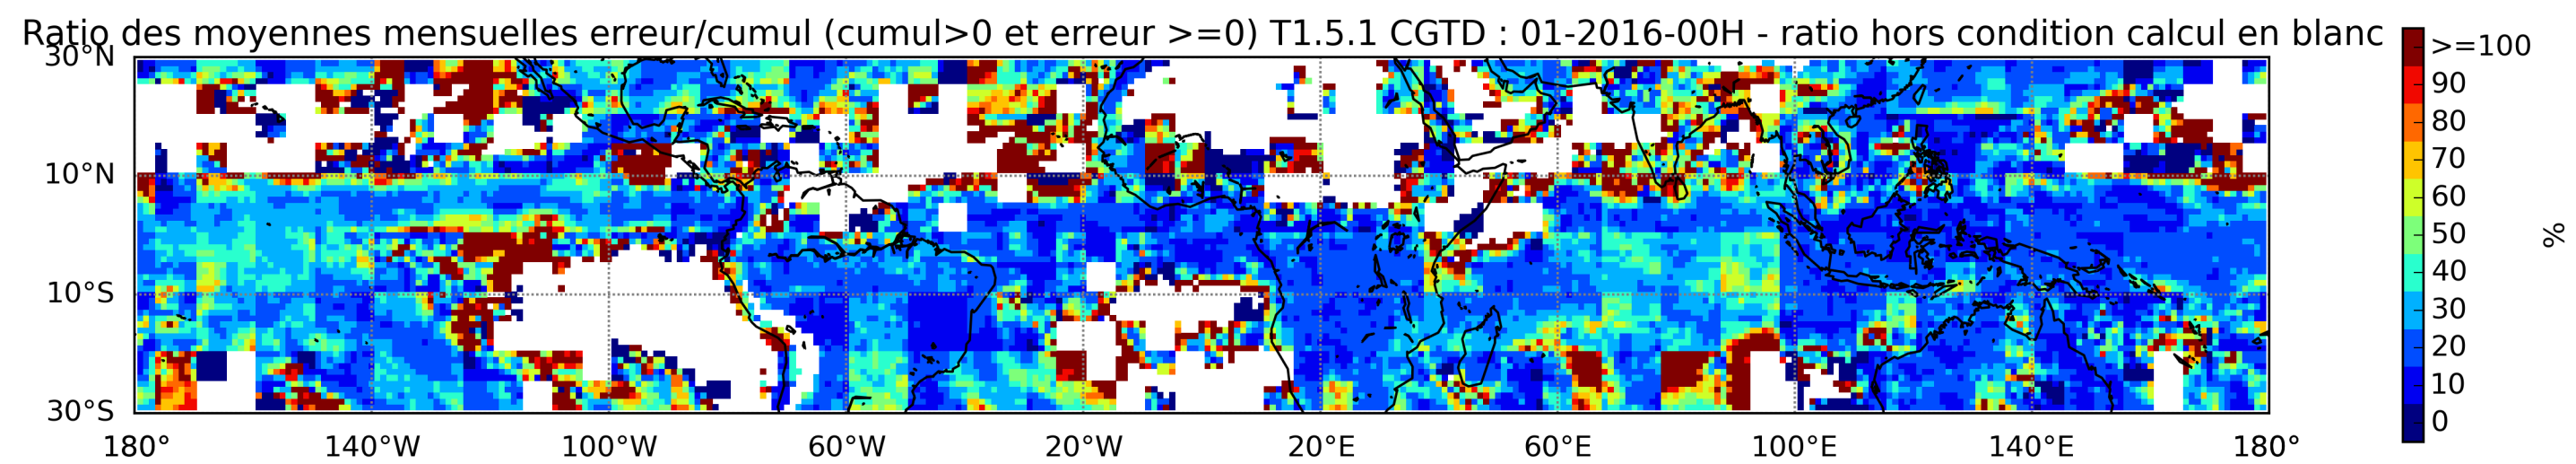 Ratio des moyennes mensuelles erreur/cumul (cumul>0 et erreur >=0) T1.5.1 CGTD : 01-2016-00H - ratio hors condition calcul en blanc
30°N
10°N
10°S
30°S
180° 140°W 100°W 60°W 20°W 20°E 60°E 100°E 140°E 180°
>=100
90
80
70
60
50
40
30
20
10
0
%